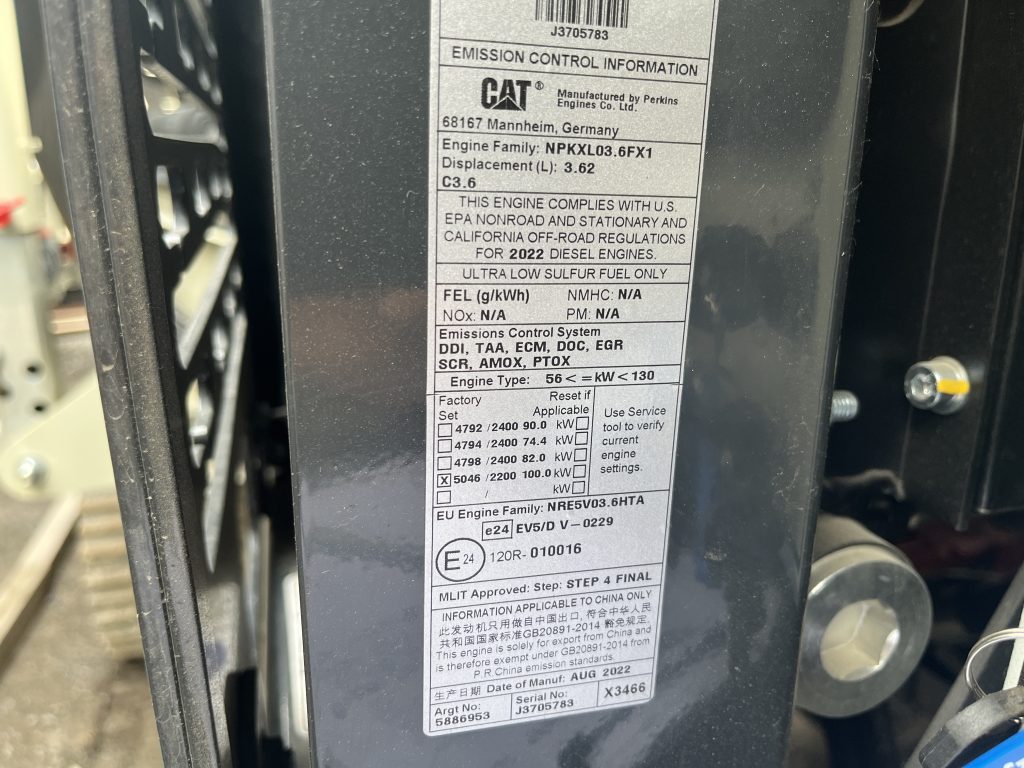 J3705783
EMISSION CONTROL INFORMATION
CAT® Manufactured by Perkins
Engines Co. Ltd.
68167 Mannheim, Germany
Engine Family: NPKXL03.6FX1
Displacement (L): 3.62
C3.6
THIS ENGINE COMPLIES WITH U.S.
EPA NONROAD AND STATIONARY AND
CALIFORNIA OFF-ROAD REGULATIONS
FOR 2022 DIESEL ENGINES.
ULTRA LOW SULFUR FUEL ONLY
FEL (g/kWh) NMHC: N/A
NOx: N/A PM: N/A
Emissions Control System
DDI, TAA, ECM, DOC, EGR
SCR, AMOX, PTOX
Engine Type: 56 < = kW < 130
Factory Set
Reset if Applicable
4792 / 2400 90.0 kW
4794 / 2400 74.4 kW
4798 / 2400 82.0 kW
X 5046 / 2200 100.0 kW
/ kW
Use Service
tool to verify
current
engine
settings.
EU Engine Family: NRE5V03.6HTA
e24 EV5/D V-0229
E24 120R-010016
MLIT Approved: Step: STEP 4 FINAL
INFORMATION APPLICABLE TO CHINA ONLY
此发动机只用做自中国出口, 符合中华人民
共和国国家标准GB20891-2014 豁免规定.
This engine is solely for export from China and
is therefore exempt under GB20891-2014 from
P.R.China emission standards.
生产日期 Date of Manuf: AUG 2022
Argt No:
5886953
Serial No:
J3705783
X3466